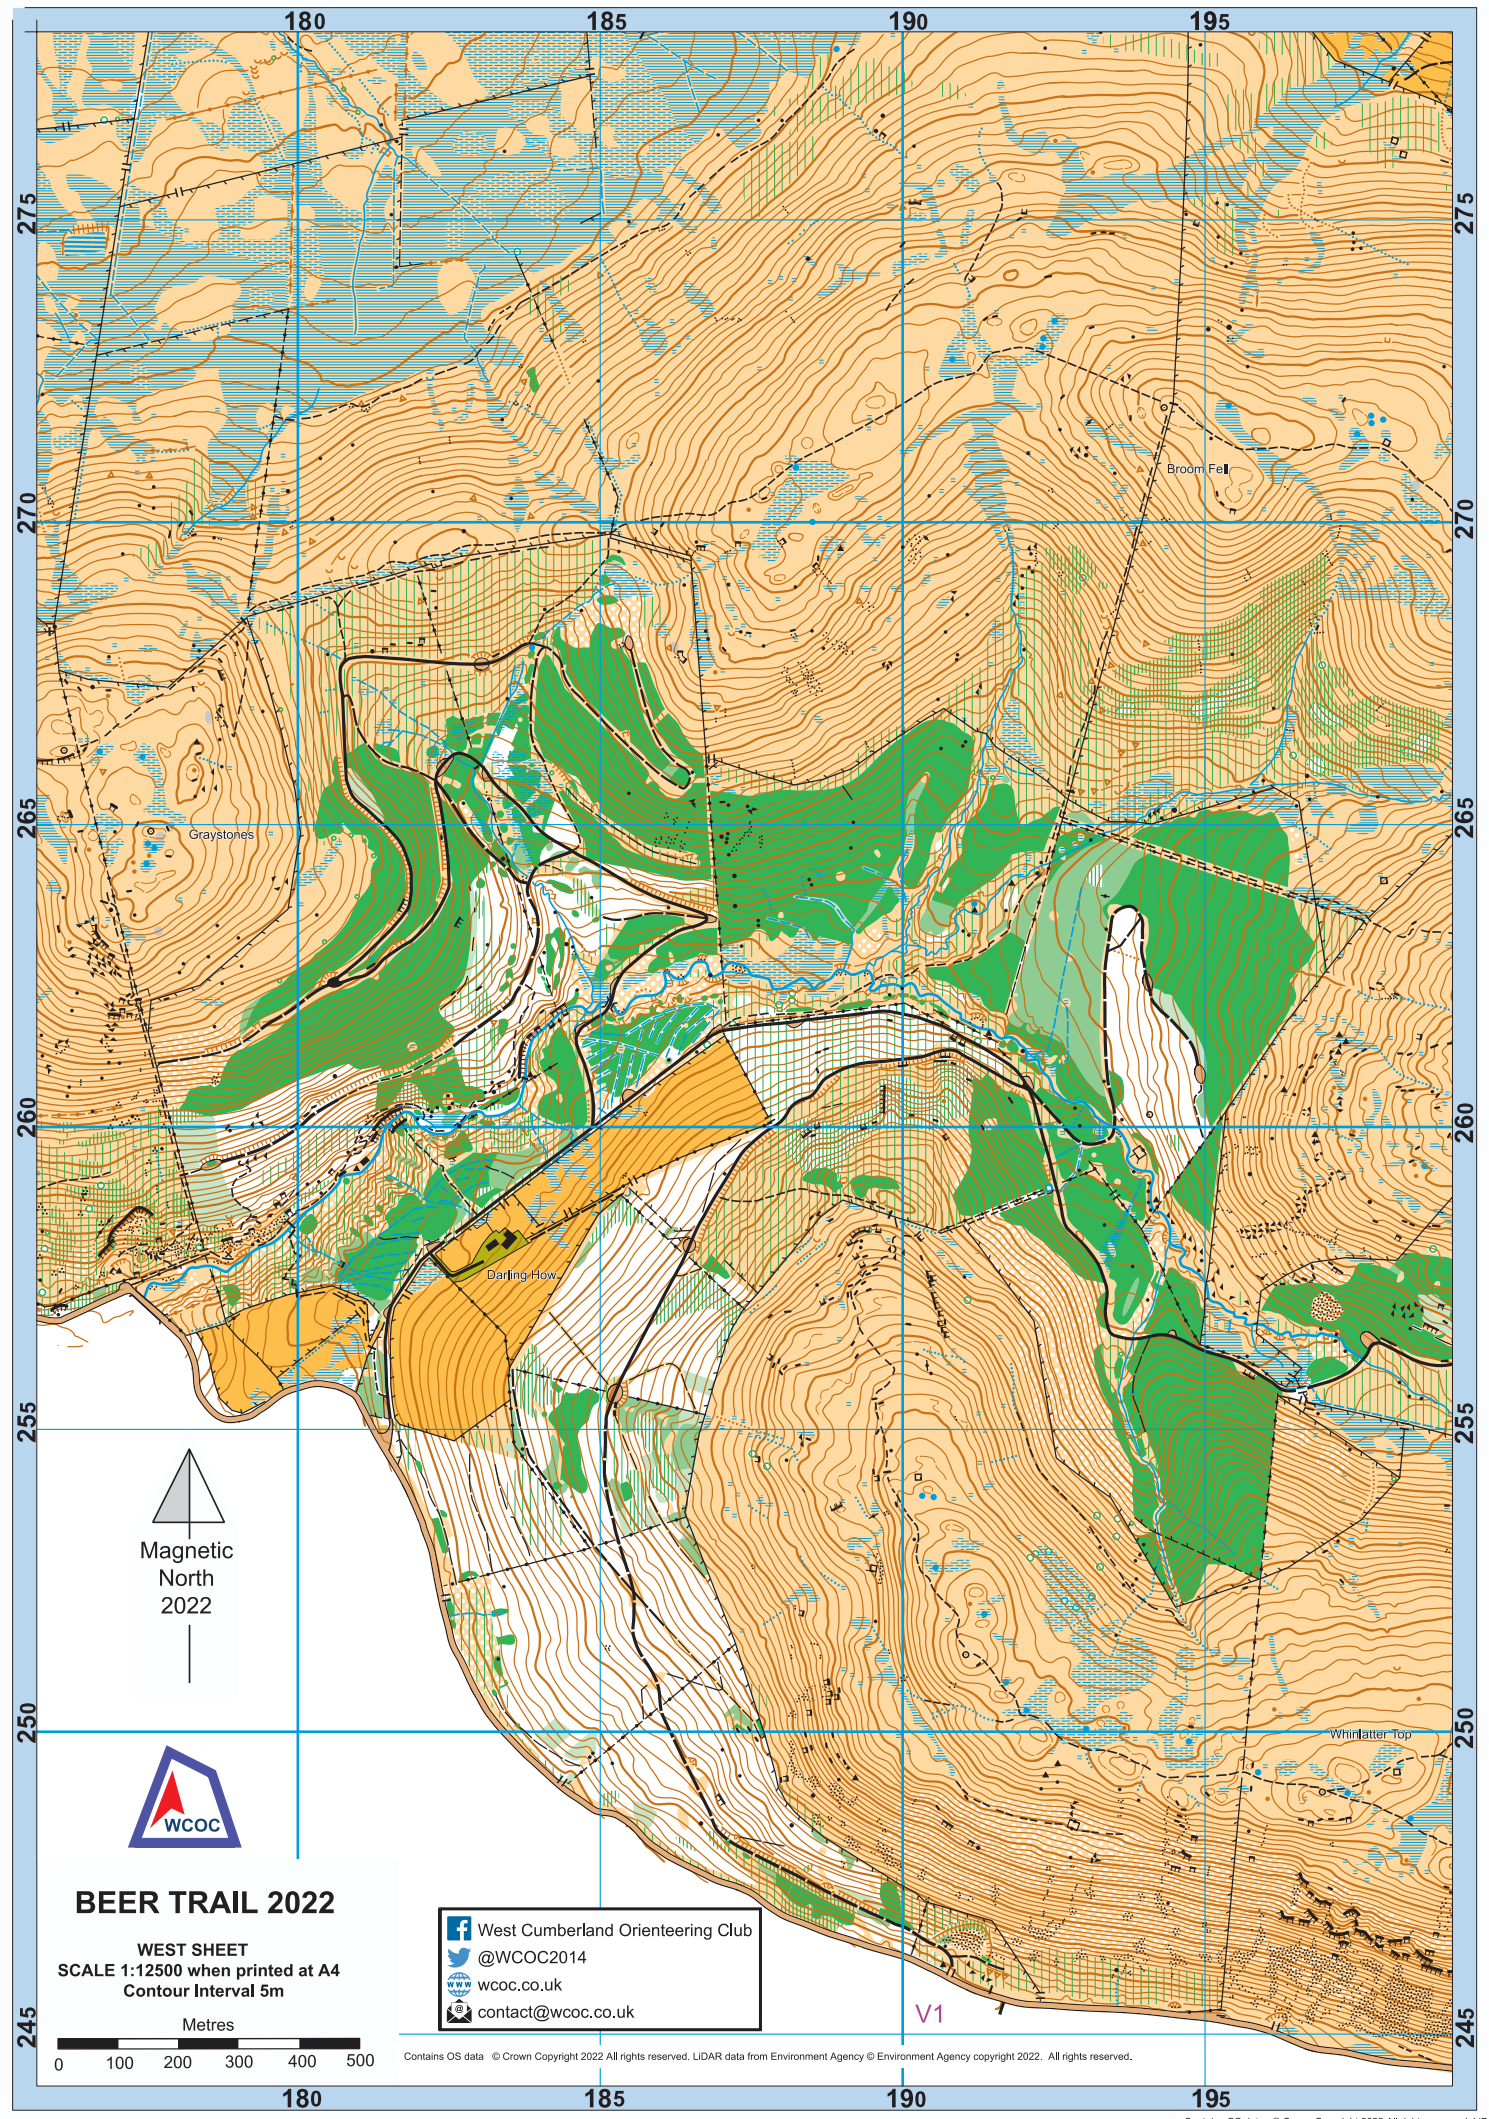 180 185 190 195
275 275
Broom Fell
270 270
265 265
Graystones
260 260
Darling How
255 255
Magnetic
North
2022
250 250
Whinlatter Top
WCOC
BEER TRAIL 2022
WEST SHEET
SCALE 1:12500 when printed at A4
Contour Interval 5m
Metres
0 100 200 300 400 500
West Cumberland Orienteering Club
@WCOC2014
www
wcoc.co.uk
@
contact@wcoc.co.uk
V1
245 245
Contains OS data © Crown Copyright 2022 All rights reserved. LiDAR data from Environment Agency © Environment Agency copyright 2022. All rights reserved.
180 185 190 195